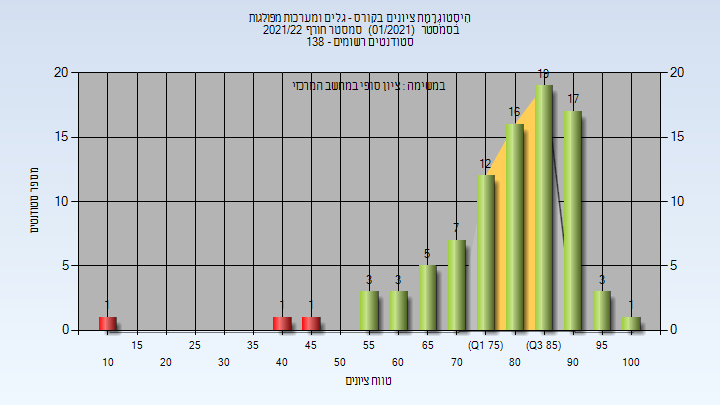 היסטוגרמת ציונים בקורס - גלים ומערכות מפולגות
בסמסטר (01/2021) סמסטר חורף 2021/22
סטודנטים רשומים - 138
במשימה : ציון סופי במחשב המרכזי
20 20
15 15
10 10
5 5
0 0
1 1 1 3 3 5 7 12 16 19 17 3 1
מספר סטודנטים
15 25 35 45 55 65 (Q1 75) (Q3 85) 95
10 20 30 40 50 60 70 80 90 100
טווח ציונים